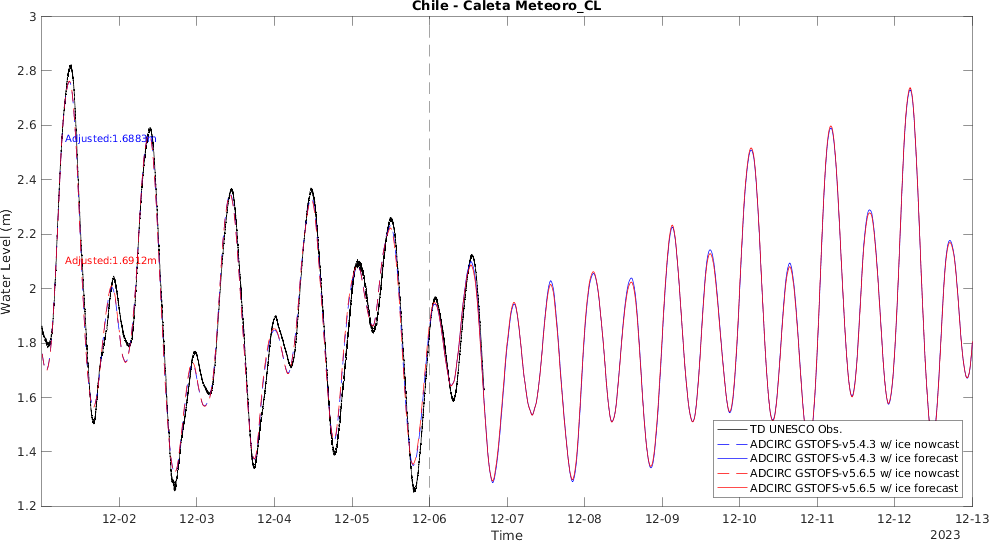 Chile - Caleta Meteoro_CL
3
2.8
2.6
2.4
2.2
2
1.8
1.6
1.4
1.2
Water Level (m)
Adjusted:1.6883m
Adjusted:1.6912m
TD UNESCO Obs.
ADCIRC GSTOFS-v5.4.3 w/ ice nowcast
ADCIRC GSTOFS-v5.4.3 w/ ice forecast
ADCIRC GSTOFS-v5.6.5 w/ ice nowcast
ADCIRC GSTOFS-v5.6.5 w/ ice forecast
12-02 12-03 12-04 12-05 12-06 12-07 12-08 12-09 12-10 12-11 12-12 12-13
Time
2023